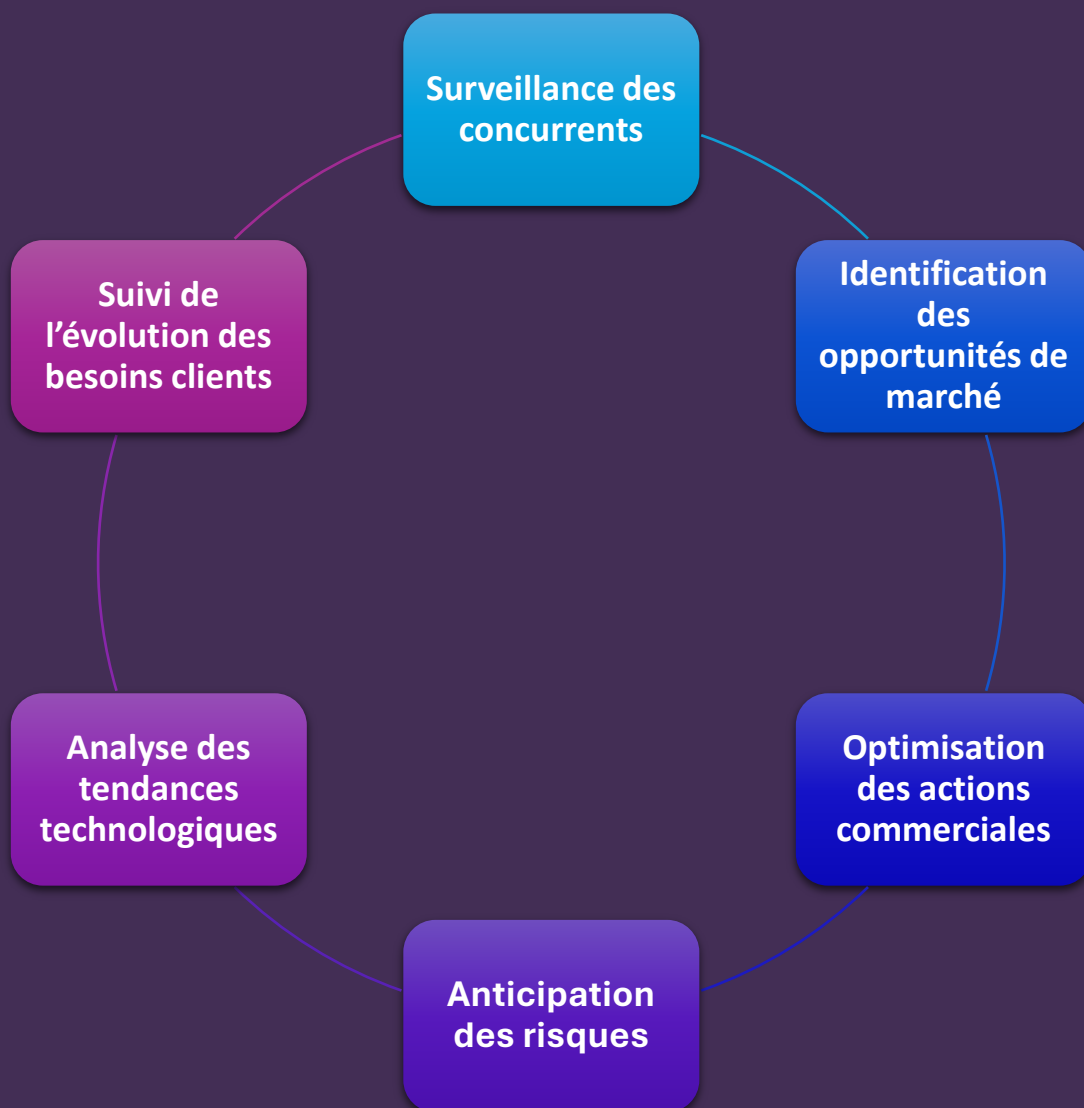 Surveillance des
concurrents
Identification
des
opportunités de
marché
Optimisation
des actions
commerciales
Anticipation
des risques
Analyse des
tendances
technologiques
Suivi de
l’évolution des
besoins clients